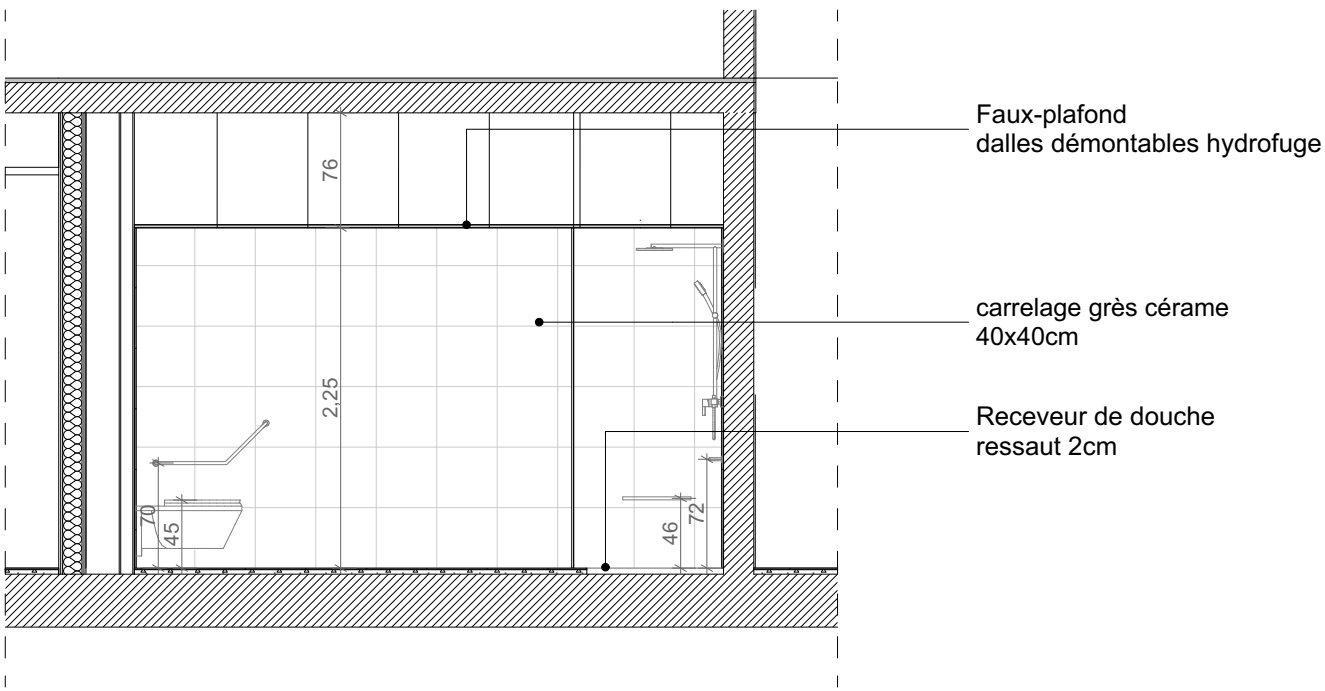 Faux-plafond
dalles démontables hydrofuge
76
carrelage grès cérame
40x40cm
2,25
Receveur de douche
ressaut 2cm
70
45
46
72